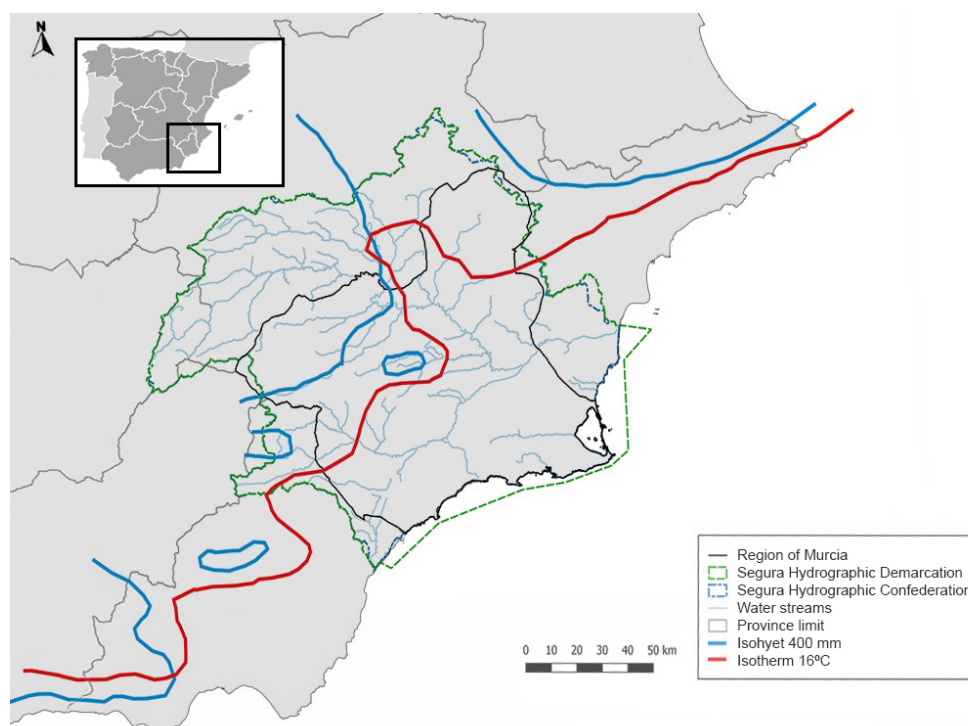 N
Region of Murcia
Segura Hydrographic Demarcation
Segura Hydrographic Confederation
Water streams
Province limit
Isohyet 400 mm
Isotherm 16ºC
0 10 20 30 40 50 km